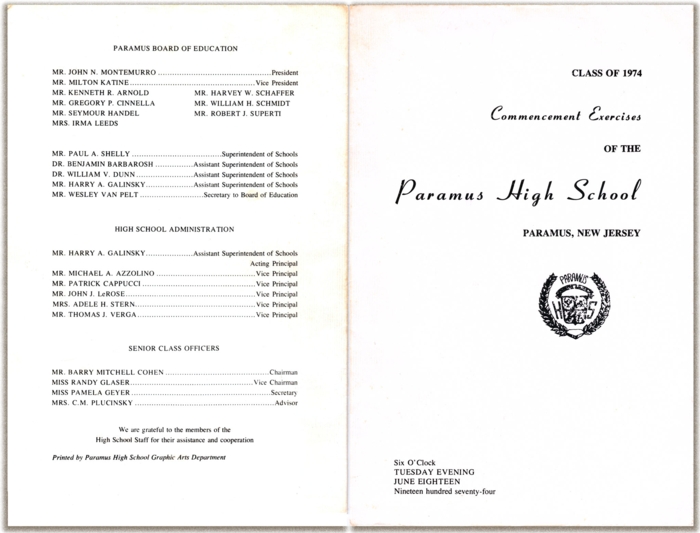 PARAMUS BOARD OF EDUCATION
MR. JOHN N. MONTEMURRO ........................................President
MR. MILTON KATINE............................................Vice President
MR. KENNETH R. ARNOLD MR. HARVEY W. SCHAFFER
MR. GREGORY P. CINNELLA MR. WILLIAM H. SCHMIDT
MR. SEYMOUR HANDEL MR. ROBERT J. SUPERTI
MRS. IRMA LEEDS
MR. PAUL A. SHELLY ................................Superintendent of Schools
DR. BENJAMIN BARBAROSH ..............Assistant Superintendent of Schools
DR. WILLIAM V. DUNN.....................Assistant Superintendent of Schools
MR. HARRY A. GALINSKY.................Assistant Superintendent of Schools
MR. WESLEY VAN PELT .......................Secretary to Board of Education
HIGH SCHOOL ADMINISTRATION
MR. HARRY A. GALINSKY.................Assistant Superintendent of Schools
Acting Principal
MR. MICHAEL A. AZZOLINO ...................................Vice Principal
MR. PATRICK CAPPUCCI ........................................Vice Principal
MR. JOHN J. LeROSE.............................................Vice Principal
MRS. ADELE H. STERN...........................................Vice Principal
MR. THOMAS J. VERGA..........................................Vice Principal
SENIOR CLASS OFFICERS
MR. BARRY MITCHELL COHEN .....................................Chairman
MISS RANDY GLASER...........................................Vice Chairman
MISS PAMELA GEYER.................................................Secretary
MRS. C.M. PLUCINSKY .................................................Advisor
We are grateful to the members of the
High School Staff for their assistance and cooperation
Printed by Paramus High School Graphic Arts Department
CLASS OF 1974
Commencement Exercises
OF THE
Paramus High School
PARAMUS, NEW JERSEY
PARAMUS
H S
Six O'Clock
TUESDAY EVENING
JUNE EIGHTEEN
Nineteen hundred seventy-four